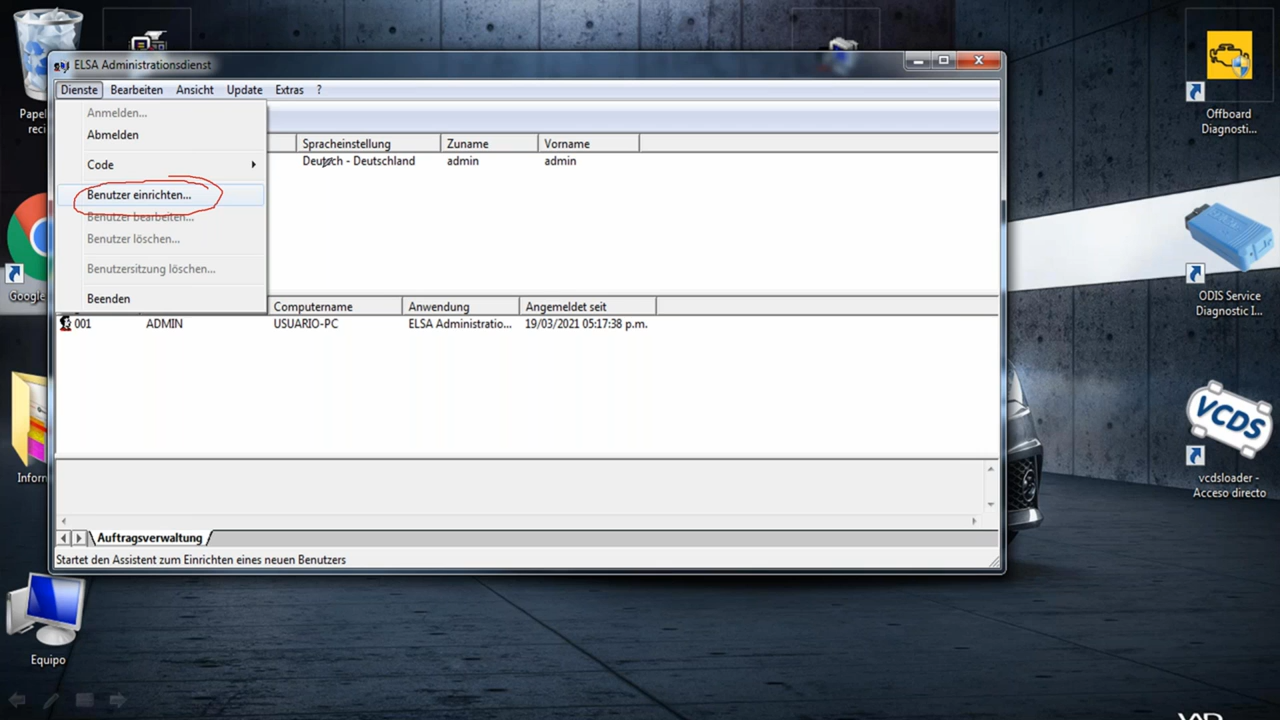 ELSA Administrationsdienst
Dienste Bearbeiten Ansicht Update Extras ?
Anmelden...
Abmelden
Code
Benutzer einrichten...
Benutzer bearbeiten...
Benutzer löschen...
Benutzersitzung löschen...
Beenden
Spracheinstellung Zuname Vorname
Deutsch - Deutschland admin admin
Computername Anwendung Angemeldet seit
001 ADMIN USUARIO-PC ELSA Administratio... 19/03/2021 05:17:38 p.m.
Auftragsverwaltung
Startet den Assistent zum Einrichten eines neuen Benutzers
Pape
reci
Google
Inform
Equipo
Offboard
Diagnosti...
ODIS Service
Diagnostic I...
VCDS
vcdsloader -
Acceso directo